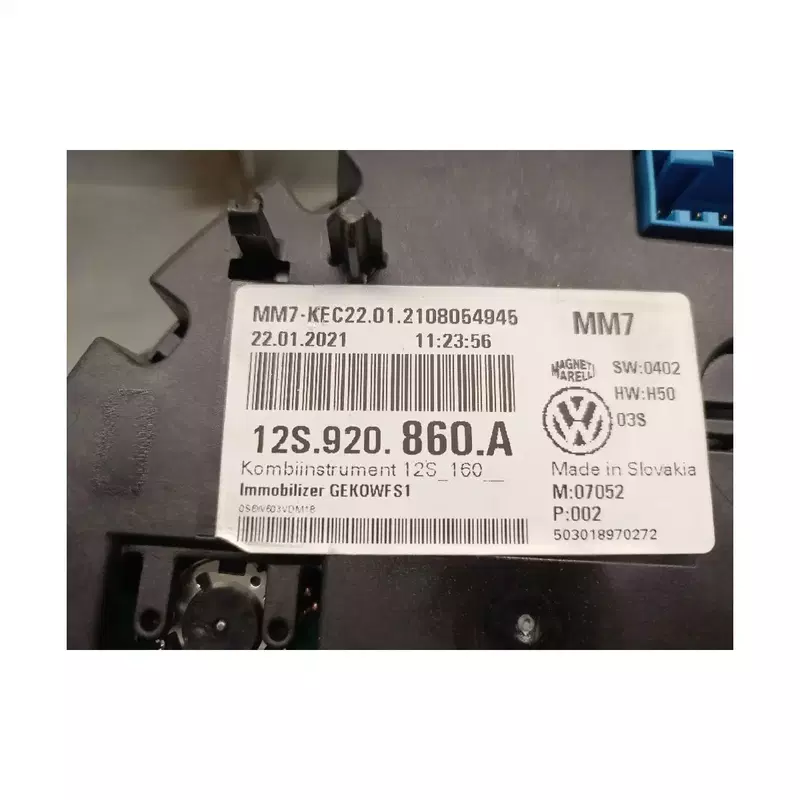 MM7-KEC22.01.2108054945
MM7
22.01.2021 11:23:56
MAGNETI
MARELLI
SW:0402
HW:H50
03S
12S.920.860.A
Kombiinstrument 12S_160__
Made in Slovakia
Immobilizer GEKOWFS1
M:07052
P:002
503018970272